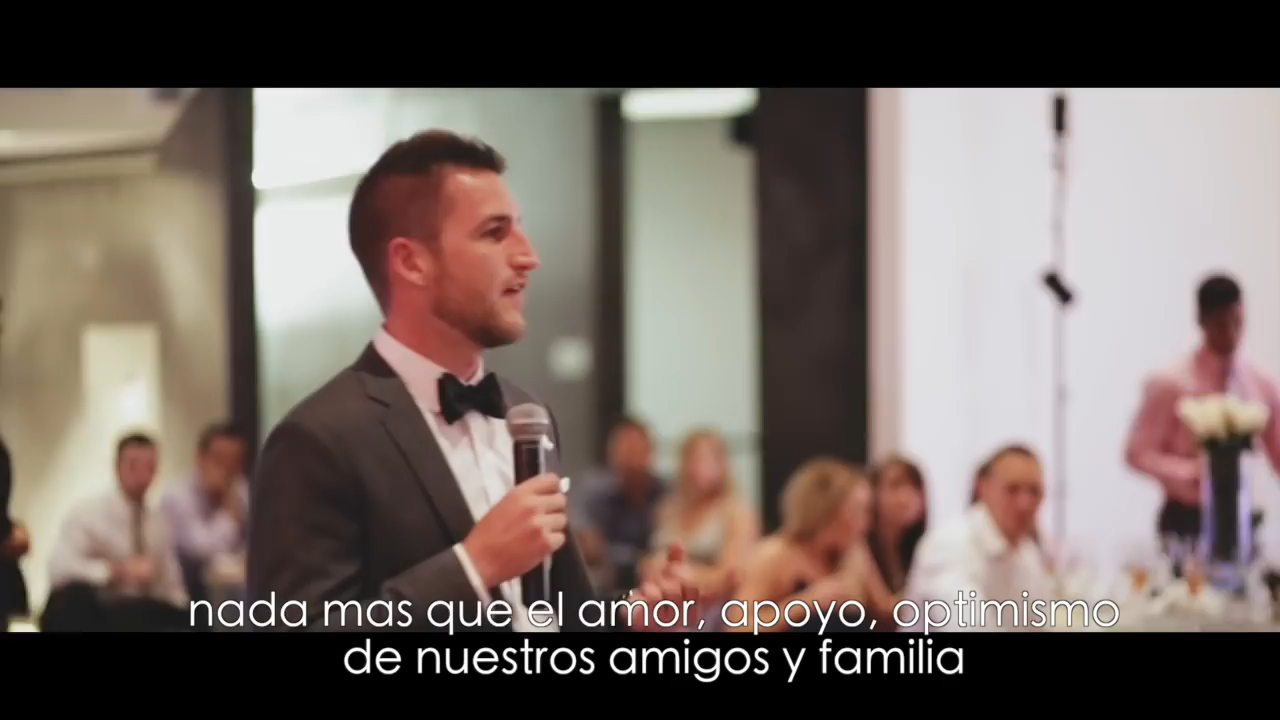 nada mas que el amor, apoyo, optimismo
de nuestros amigos y familia